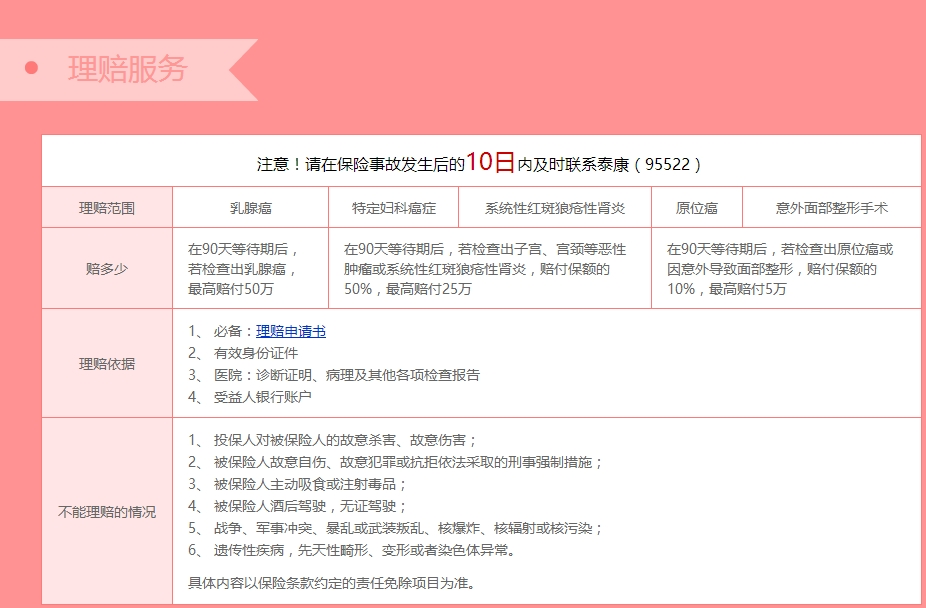 理赔服务
注意！请在保险事故发生后的10日内及时联系泰康（95522）
理赔范围 乳腺癌 特定妇科癌症 系统性红斑狼疮性肾炎 原位癌 意外面部整形手术
赔多少
在90天等待期后，
若检查出乳腺癌，
最高赔付50万
在90天等待期后，若检查出子宫、宫颈等恶性
肿瘤或系统性红斑狼疮性肾炎，赔付保额的
50%，最高赔付25万
在90天等待期后，若检查出原位癌或
因意外导致面部整形，赔付保额的
10%，最高赔付5万
理赔依据
1、 必备：理赔申请书
2、 有效身份证件
3、 医院：诊断证明、病理及其他各项检查报告
4、 受益人银行账户
不能理赔的情况
1、 投保人对被保险人的故意杀害、故意伤害；
2、 被保险人故意自伤、故意犯罪或抗拒依法采取的刑事强制措施；
3、 被保险人主动吸食或注射毒品；
4、 被保险人酒后驾驶，无证驾驶；
5、 战争、军事冲突、暴乱或武装叛乱、核爆炸、核辐射或核污染；
6、 遗传性疾病，先天性畸形、变形或者染色体异常。
具体内容以保险条款约定的责任免除项目为准。